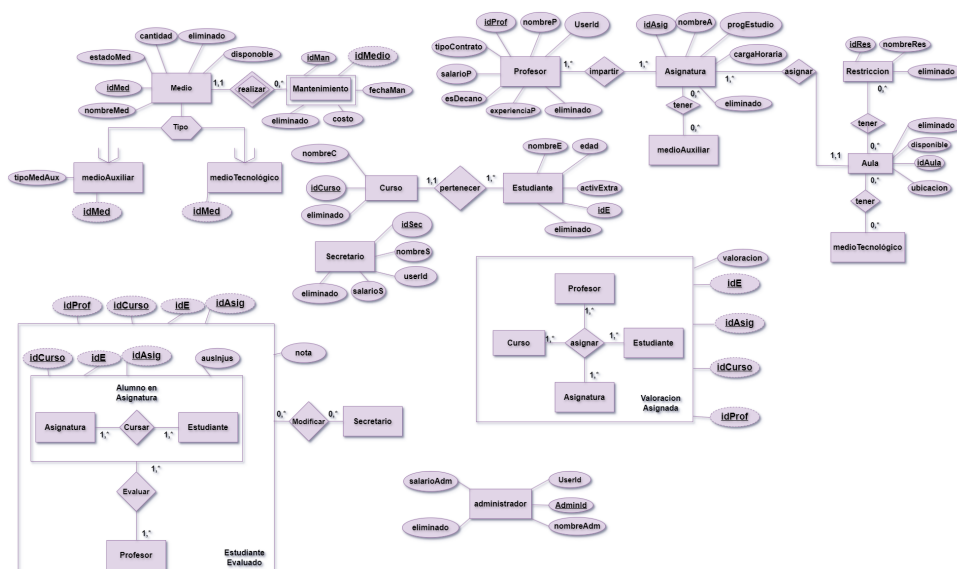 cantidad
eliminado
estadoMed
disponoble
idMed
nombreMed
Medio
1,1
realizar
0,*
Mantenimiento
idMan
idMedio
fechaMan
eliminado
costo
Tipo
tipoMedAux
medioAuxiliar
idMed
medioTecnológico
idMed
idProf
nombreP
UserId
tipoContrato
salarioP
esDecano
experienciaP
eliminado
Profesor
1,*
impartir
1,*
Asignatura
idAsig
nombreA
progEstudio
cargaHoraria
eliminado
1,*
asignar
1,1
0,*
tener
0,*
medioAuxiliar
idRes
nombreRes
Restriccion
eliminado
0,*
tener
0,*
Aula
eliminado
disponible
idAula
ubicacion
0,*
tener
0,*
medioTecnológico
nombreC
idCurso
eliminado
Curso
1,1
pertenecer
1,*
Estudiante
nombreE
edad
activExtra
idE
eliminado
Secretario
idSec
nombreS
userId
eliminado
salarioS
idProf
idCurso
idE
idAsig
nota
idCurso
idE
idAsig
ausInjus
Alumno en
Asignatura
Asignatura
1,*
Cursar
1,*
Estudiante
0,*
Modificar
0,*
Secretario
1,*
Evaluar
1,*
Profesor
Estudiante
Evaluado
Profesor
1,*
Curso
1,*
asignar
1,*
Estudiante
1,*
Asignatura
Valoracion
Asignada
valoracion
idE
idAsig
idCurso
idProf
salarioAdm
eliminado
administrador
UserId
AdminId
nombreAdm